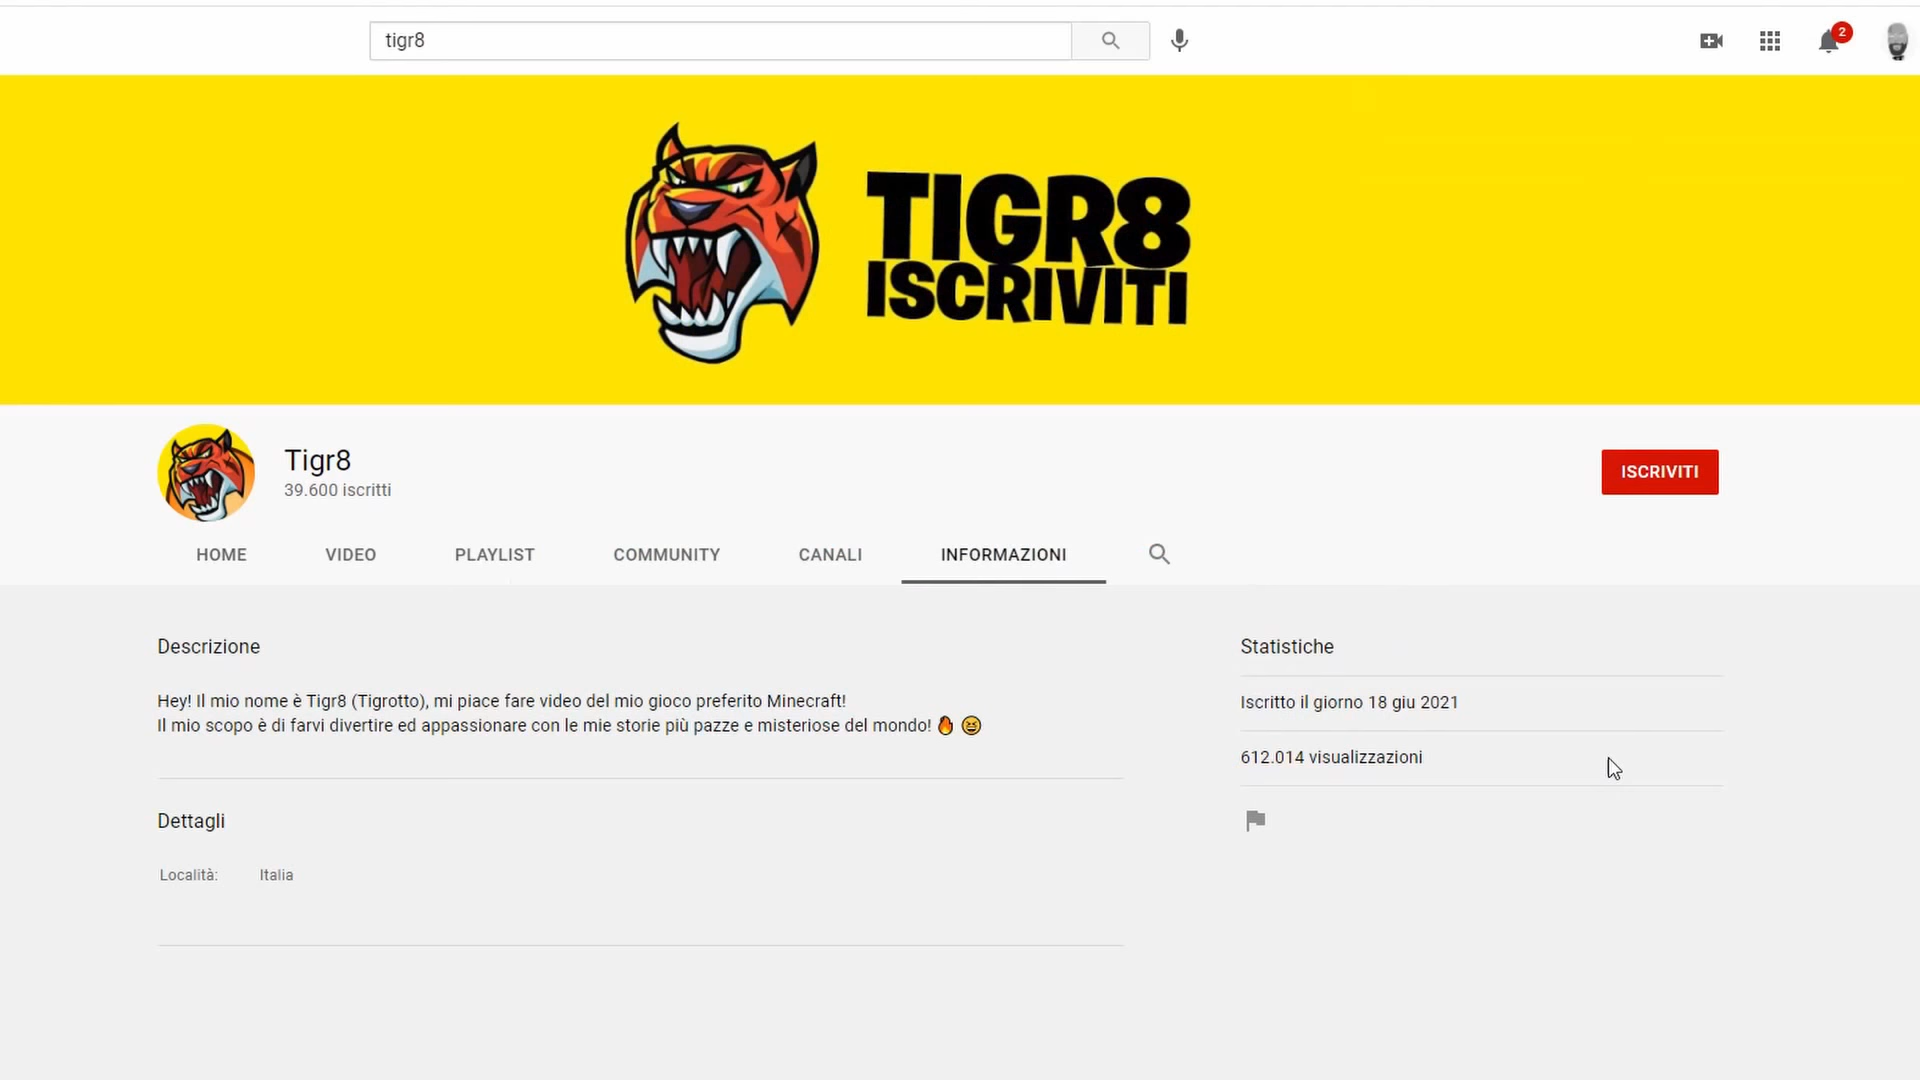 tigr8
2
TIGR8
ISCRIVITI
Tigr8
39.600 iscritti
ISCRIVITI
HOME VIDEO PLAYLIST COMMUNITY CANALI INFORMAZIONI
Descrizione
Hey! Il mio nome è Tigr8 (Tigrotto), mi piace fare video del mio gioco preferito Minecraft!
Il mio scopo è di farvi divertire ed appassionare con le mie storie più pazze e misteriose del mondo! 🔥 😆
Dettagli
Località: Italia
Statistiche
Iscritto il giorno 18 giu 2021
612.014 visualizzazioni